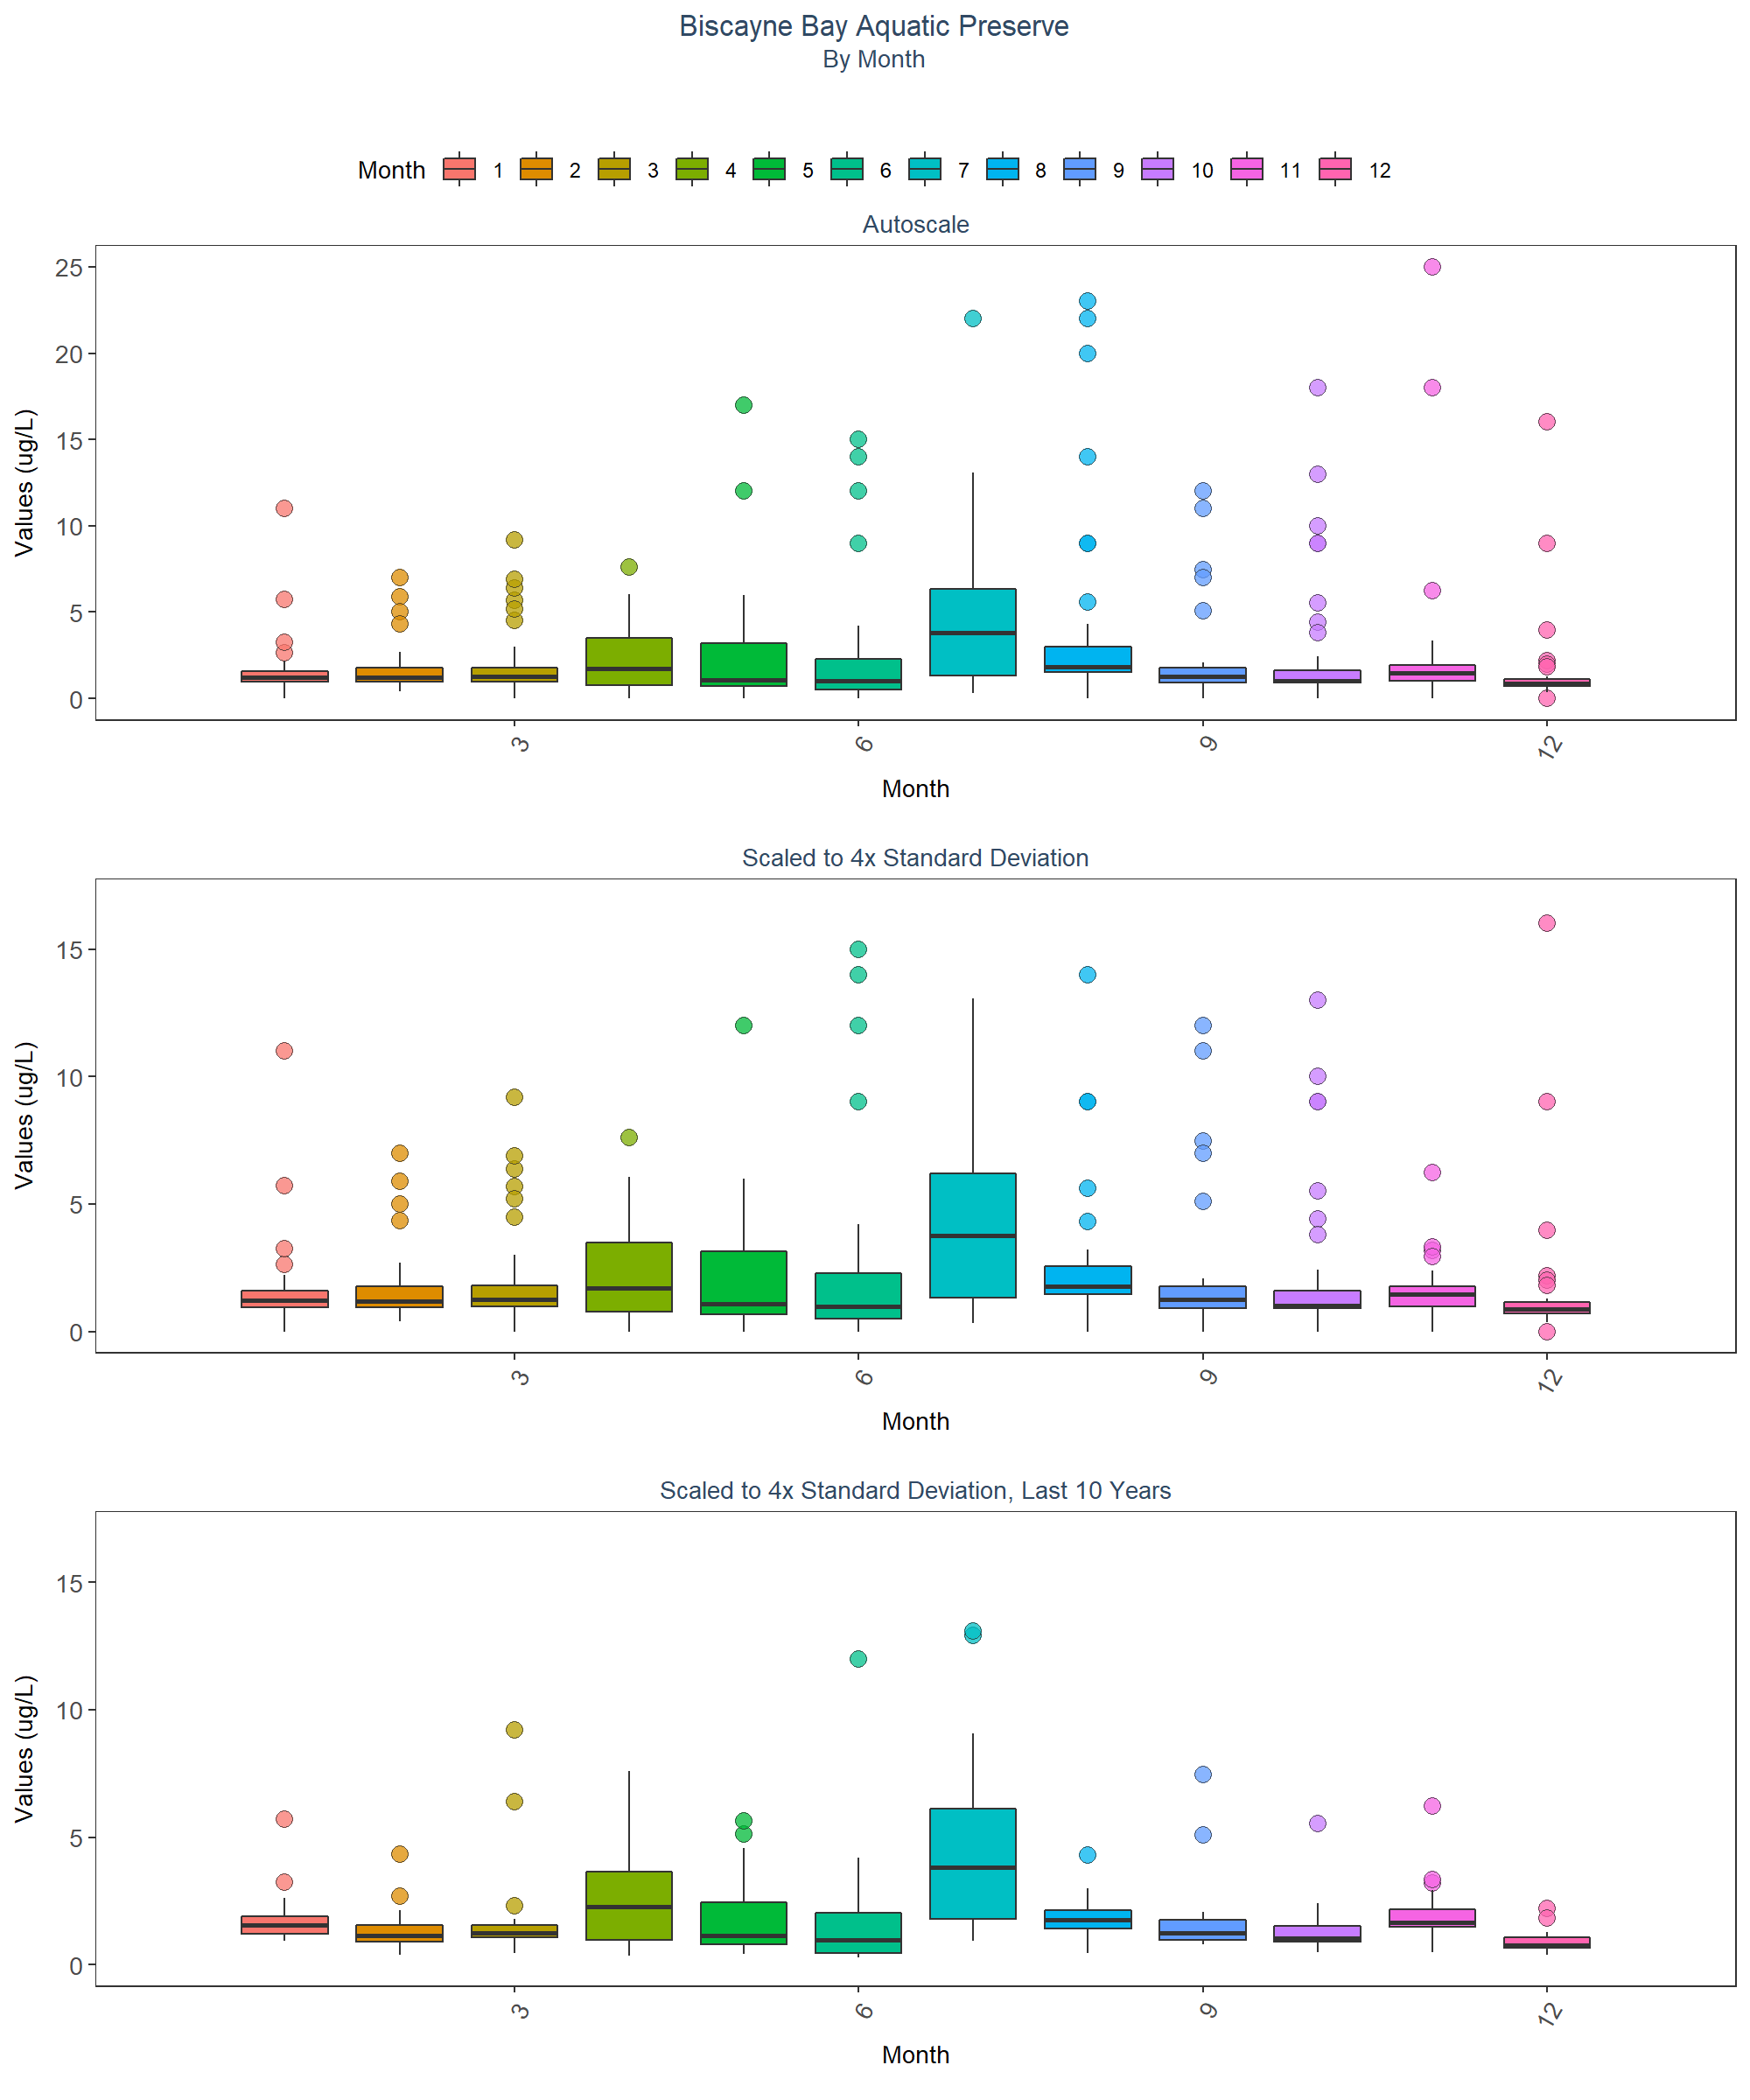 Biscayne Bay Aquatic Preserve
By Month
Month 1 2 3 4 5 6 7 8 9 10 11 12
Autoscale
Values (ug/L)
25
20
15
10
5
0
3 6 9 12
Month
Scaled to 4x Standard Deviation
Values (ug/L)
15
10
5
0
3 6 9 12
Month
Scaled to 4x Standard Deviation, Last 10 Years
Values (ug/L)
15
10
5
0
3 6 9 12
Month